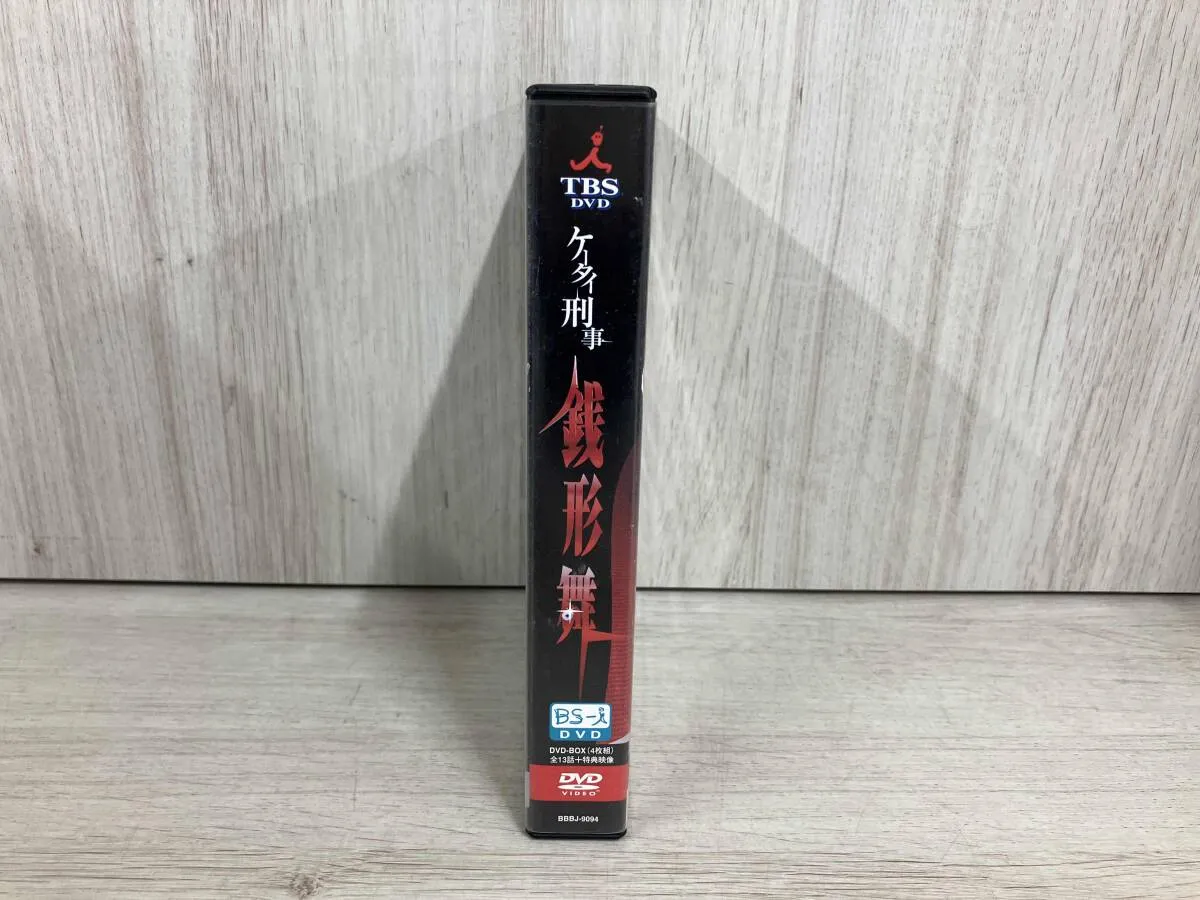 TBS
DVD
ケータイ刑事
銭形舞
BS-i
DVD
DVD-BOX(4枚組)
全13話+特典映像
DVD
VIDEO™
BBBJ-9094